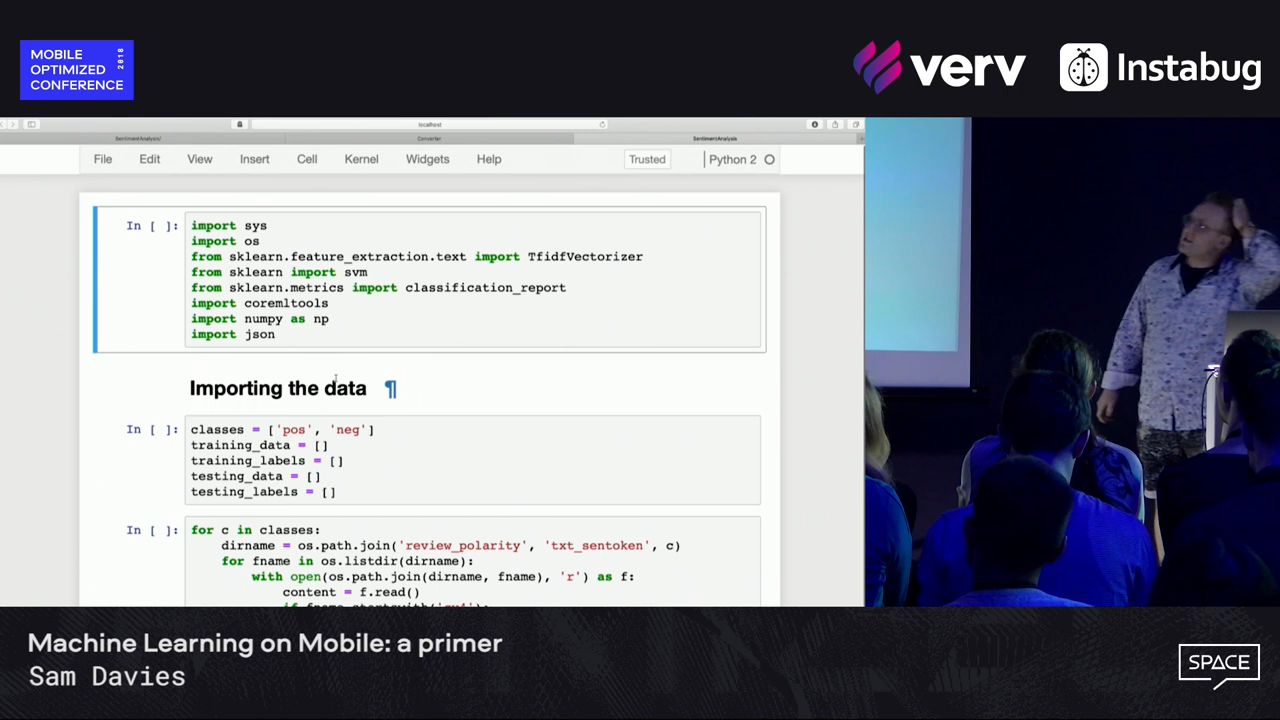 MOBILE
OPTIMIZED
CONFERENCE
2018
verv
Instabug
localhost
SentimentAnalysis/
Converter
SentimentAnalysis
File Edit View Insert Cell Kernel Widgets Help Trusted Python 2
In [ ]: import sys
import os
from sklearn.feature_extraction.text import TfidfVectorizer
from sklearn import svm
from sklearn.metrics import classification_report
import coremltools
import numpy as np
import json
Importing the data ¶
In [ ]: classes = ['pos', 'neg']
training_data = []
training_labels = []
testing_data = []
testing_labels = []
In [ ]: for c in classes:
dirname = os.path.join('review_polarity', 'txt_sentoken', c)
for fname in os.listdir(dirname):
with open(os.path.join(dirname, fname), 'r') as f:
content = f.read()
Machine Learning on Mobile: a primer
Sam Davies
SPACE